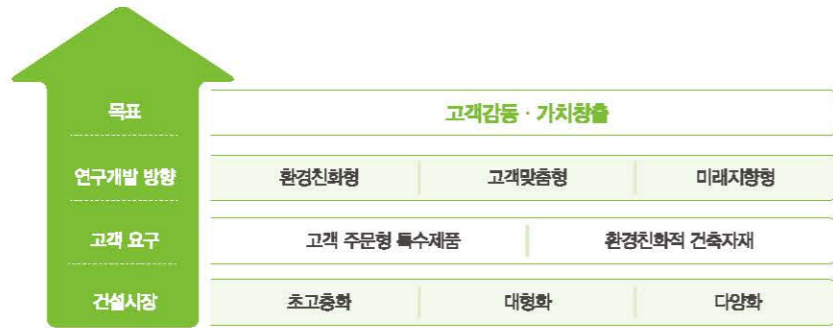 목표
고객감동 · 가치창출
연구개발 방향
환경친화형
고객맞춤형
미래지향형
고객 요구
고객 주문형 특수제품
환경친화적 건축자재
건설시장
초고층화
대형화
다양화